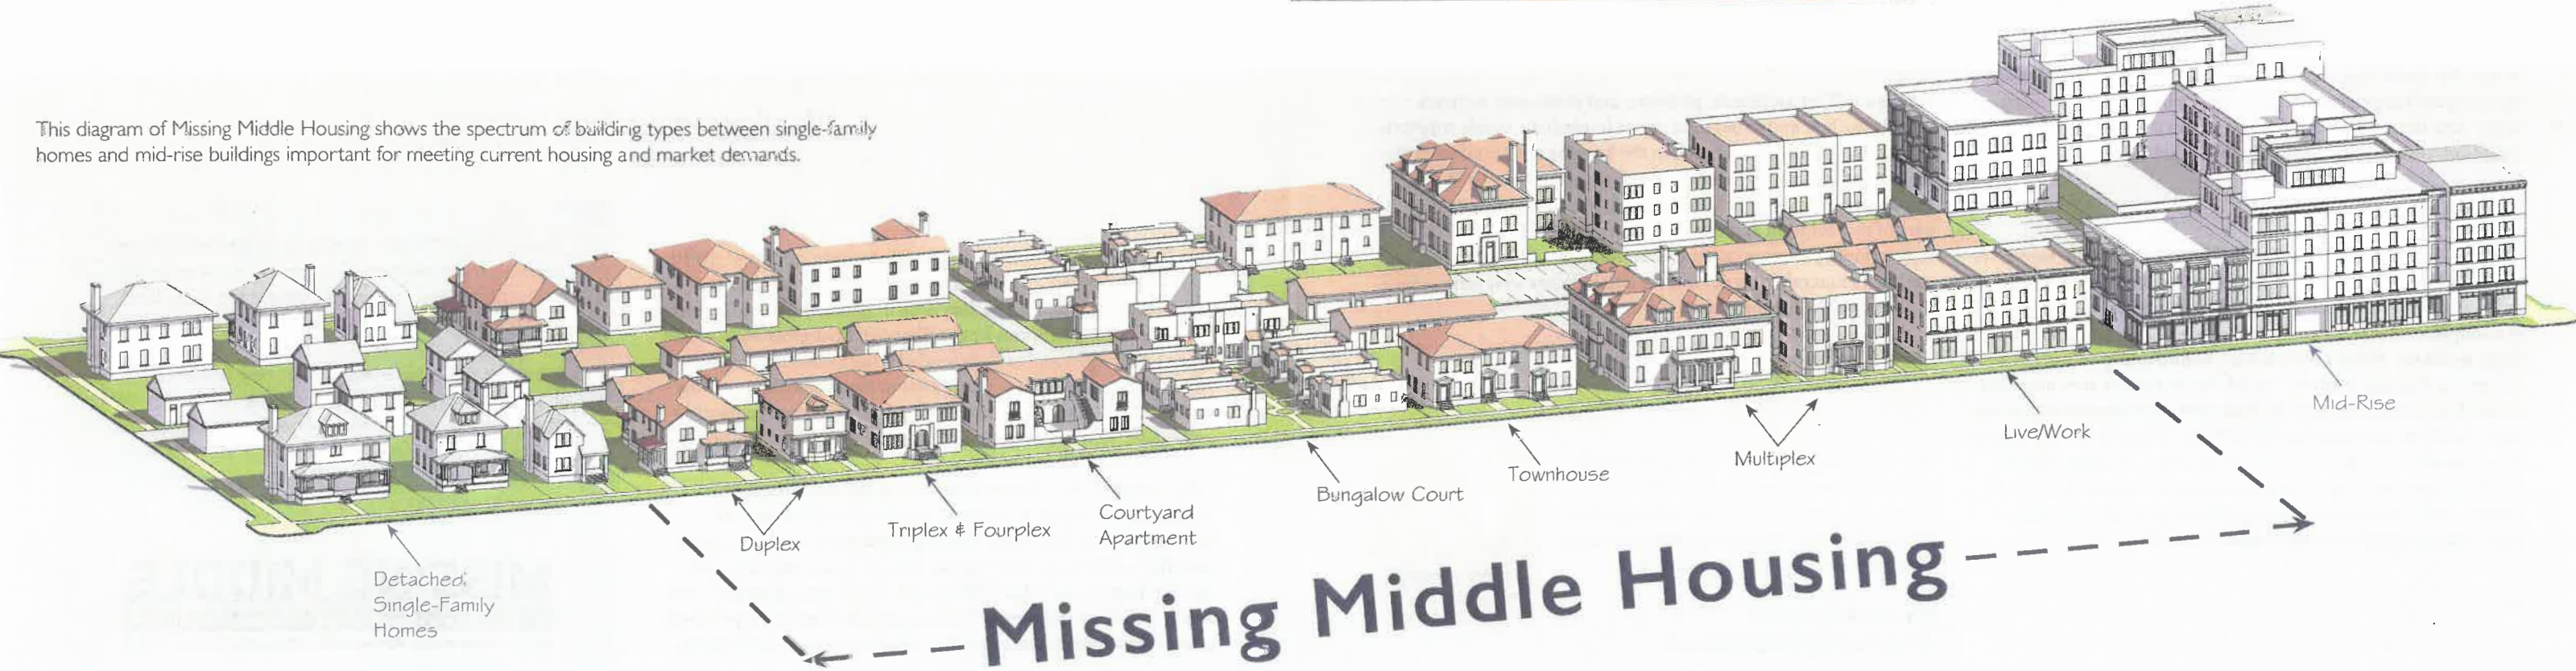 This diagram of Missing Middle Housing shows the spectrum of building types between single-family
homes and mid-rise buildings important for meeting current housing and market demands.
Mid-Rise
Live/Work
Multiplex
Townhouse
Bungalow Court
Courtyard
Apartment
Triplex & Fourplex
Duplex
Detached
Single-Family
Homes
Missing Middle Housing